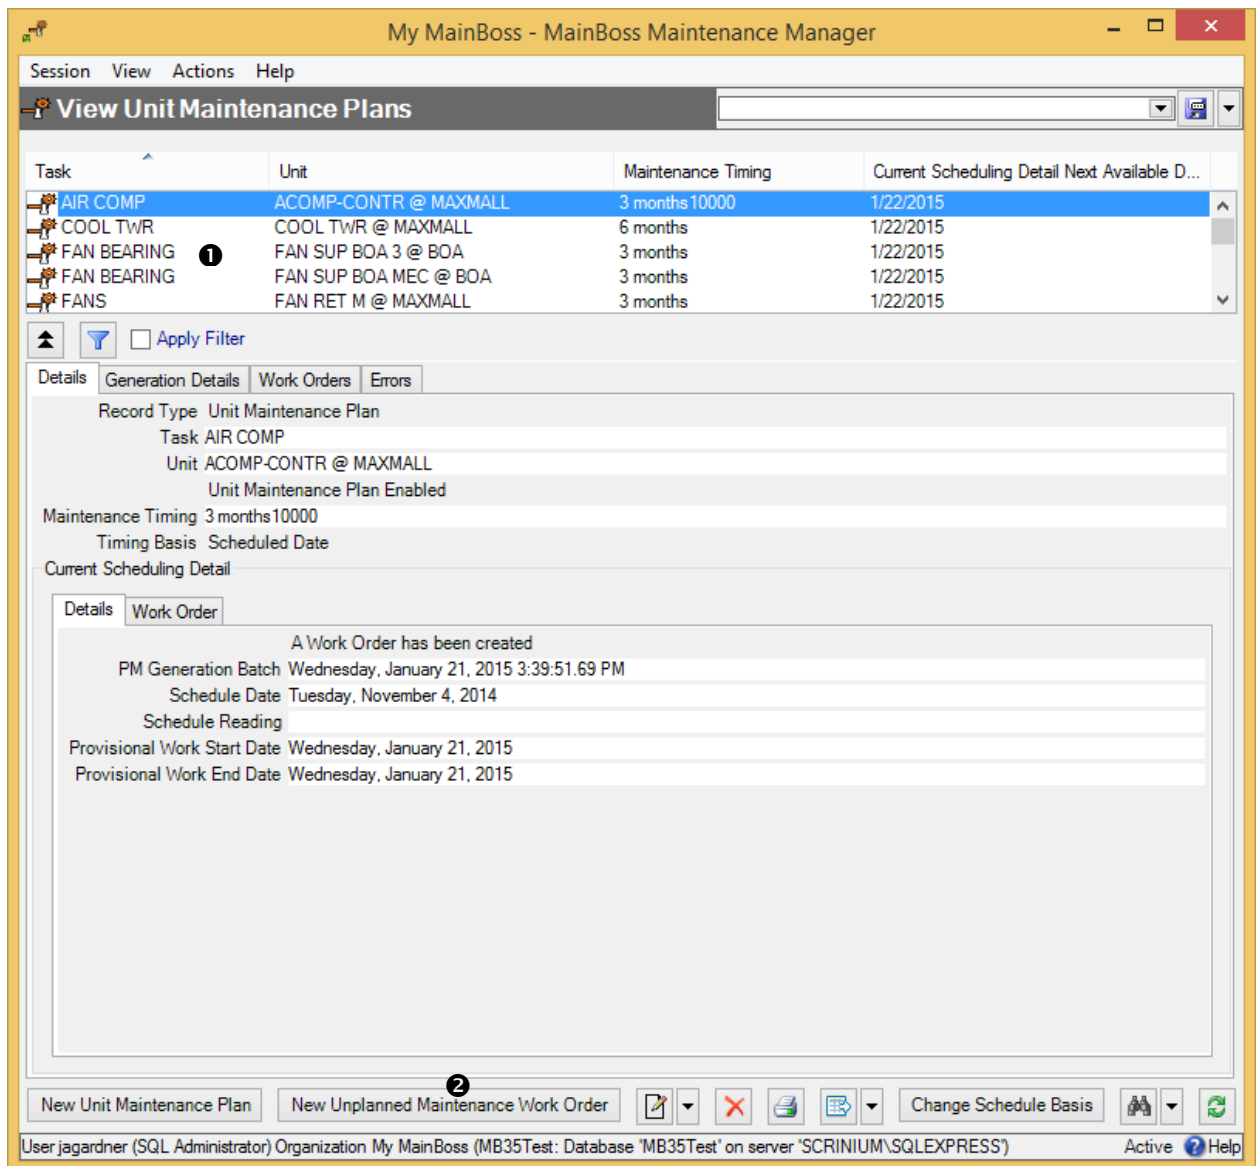 My MainBoss - MainBoss Maintenance Manager
Session View Actions Help
View Unit Maintenance Plans
Task Unit Maintenance Timing Current Scheduling Detail Next Available D...
AIR COMP ACOMP-CONTR @ MAXMALL 3 months10000 1/22/2015
COOL TWR COOL TWR @ MAXMALL 6 months 1/22/2015
FAN BEARING ❶ FAN SUP BOA 3 @ BOA 3 months 1/22/2015
FAN BEARING FAN SUP BOA MEC @ BOA 3 months 1/22/2015
FANS FAN RET M @ MAXMALL 3 months 1/22/2015
Apply Filter
Details Generation Details Work Orders Errors
Record Type Unit Maintenance Plan
Task AIR COMP
Unit ACOMP-CONTR @ MAXMALL
Unit Maintenance Plan Enabled
Maintenance Timing 3 months10000
Timing Basis Scheduled Date
Current Scheduling Detail
Details Work Order
A Work Order has been created
PM Generation Batch Wednesday, January 21, 2015 3:39:51.69 PM
Schedule Date Tuesday, November 4, 2014
Schedule Reading
Provisional Work Start Date Wednesday, January 21, 2015
Provisional Work End Date Wednesday, January 21, 2015
❷
New Unit Maintenance Plan New Unplanned Maintenance Work Order Change Schedule Basis
User jagardner (SQL Administrator) Organization My MainBoss (MB35Test: Database 'MB35Test' on server 'SCRINIUM\SQLEXPRESS') Active Help